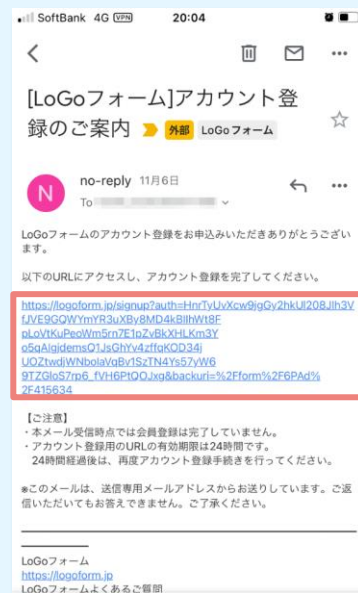 SoftBank 4G VPN 20:04
[LoGoフォーム]アカウント登
録のご案内 外部 LoGoフォーム
N
no-reply 11月6日
To
LoGoフォームのアカウント登録をお申込みいただきありがとうござい
ます。
以下のURLにアクセスし、アカウント登録を完了してください。
https://logoform.jp/signup?auth=HnrTyUvXcw9jgGy2hkUl208Jlh3V
fJVE9GQWYmYR3uXBy8MD4kBIlhWt8F
pLoVtKuPeoWm5rn7E1pZvBkXHLKm3Y
o5qAlgjdemsQ1JsGhYv4zffqKOD34j
UOZtwdjWNbolaVqBv1SzTN4Ys57yW6
9TZGlqS7rp6_fVH6PtQOJxg&backuri=%2Fform%2F6PAd%
2F415634
【ご注意】
・本メール受信時点では会員登録は完了していません。
・アカウント登録用のURLの有効期限は24時間です。
24時間経過後は、再度アカウント登録手続きを行ってください。
※このメールは、送信専用メールアドレスからお送りしています。ご返
信いただいてもお答えできません。ご了承ください。
LoGoフォーム
https://logoform.jp
LoGoフォームよくあるご質問